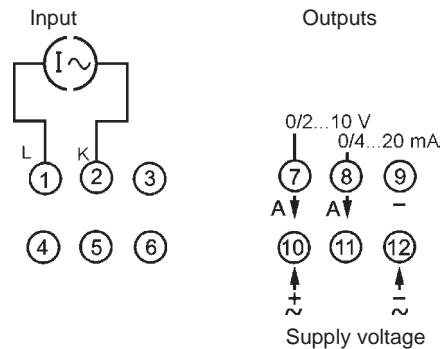 Input
Outputs
I ~
0/2...10 V
0/4...20 mA
L
K
1 2 3
7 8 9
A A –
4 5 6
10 11 12
+ –
~ ~
Supply voltage